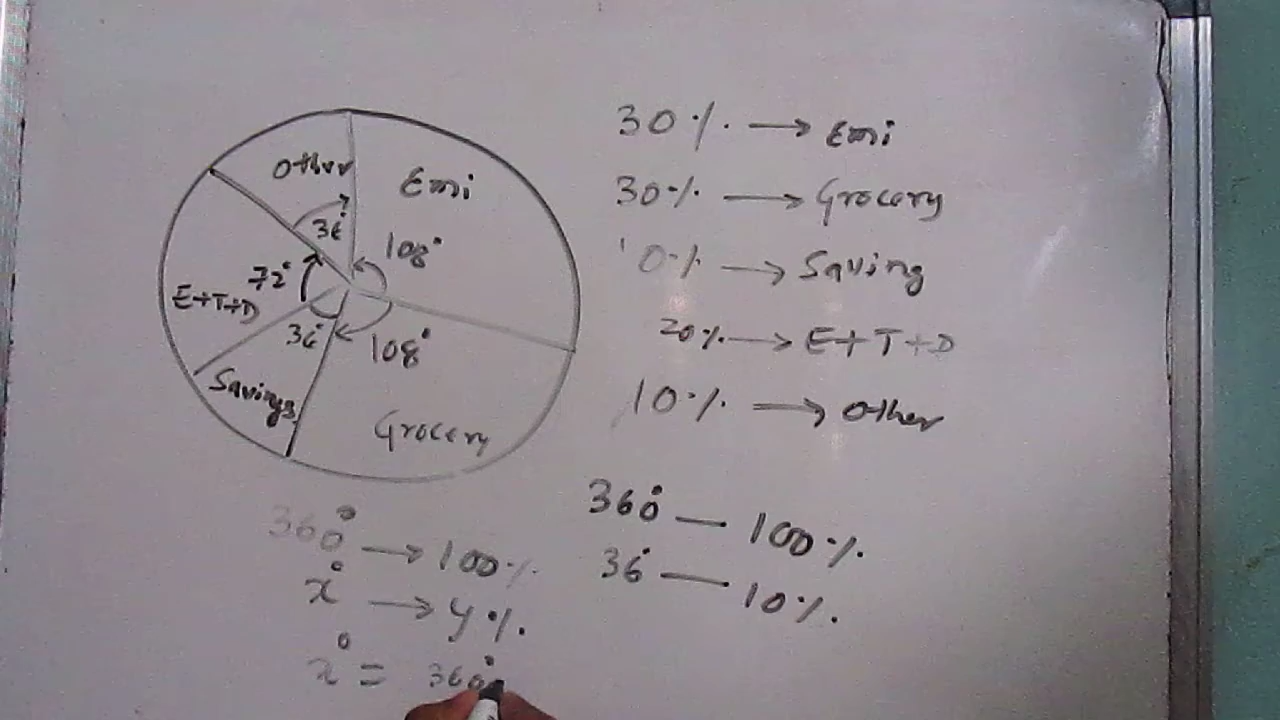 Other
Emi
36°
108°
72°
E+T+D
36°
108°
Savings
Grocery
30% → Emi
30% → Grocery
10% → Saving
20% → E+T+D
10% → Other
360° — 100%
36° — 10%
360° → 100%
x° → y%
x° = 360°